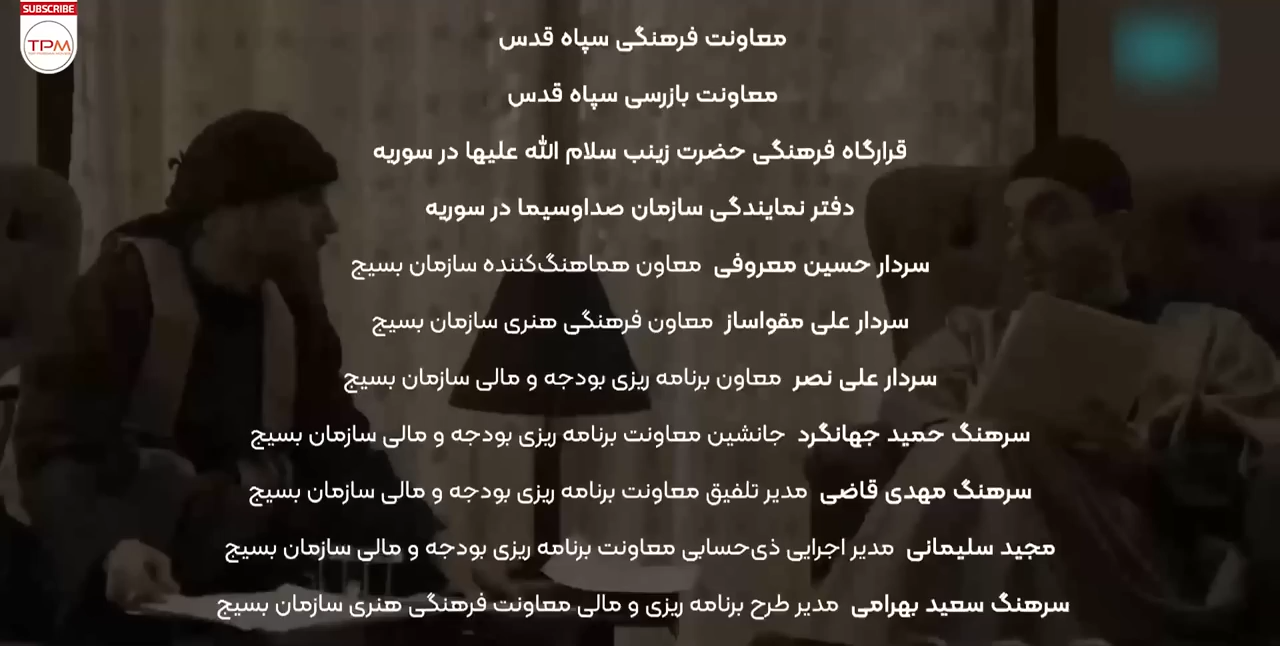 SUBSCRIBE
TPM
معاونت فرهنگی سپاه قدس
معاونت بازرسی سپاه قدس
قرارگاه فرهنگی حضرت زینب سلام الله علیها در سوریه
دفتر نمایندگی سازمان صداوسیما در سوریه
سردار حسین معروفی معاون هماهنگ‌کننده سازمان بسیج
سردار علی مقواساز معاون فرهنگی هنری سازمان بسیج
سردار علی نصر معاون برنامه ریزی بودجه و مالی سازمان بسیج
سرهنگ حمید جهانگرد جانشین معاونت برنامه ریزی بودجه و مالی سازمان بسیج
سرهنگ مهدی قاضی مدیر تلفیق معاونت برنامه ریزی بودجه و مالی سازمان بسیج
مجید سلیمانی مدیر اجرایی ذی‌حسابی معاونت برنامه ریزی بودجه و مالی سازمان بسیج
سرهنگ سعید بهرامی مدیر طرح برنامه ریزی و مالی معاونت فرهنگی هنری سازمان بسیج